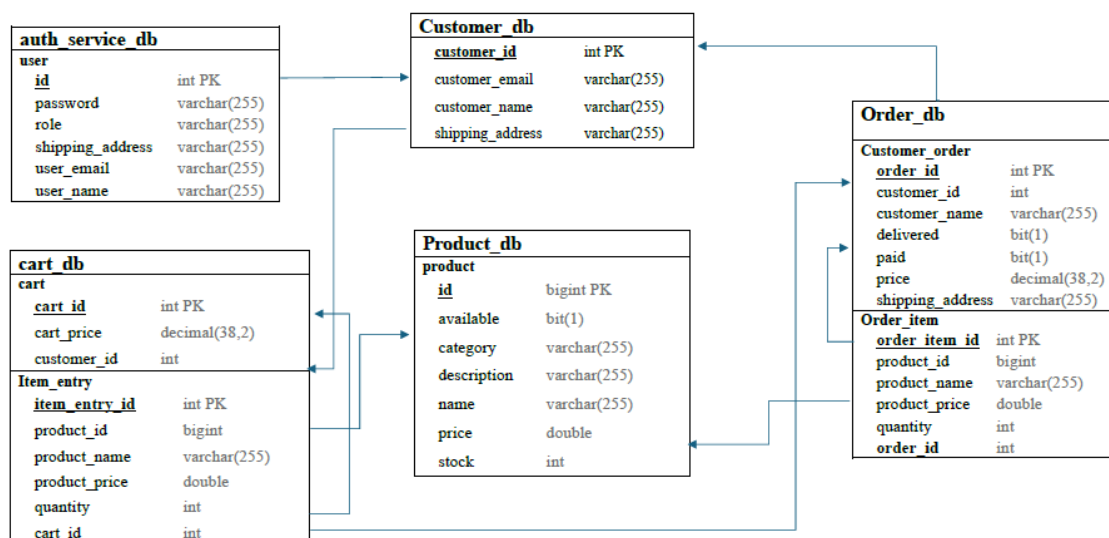 auth_service_db
user
id int PK
password varchar(255)
role varchar(255)
shipping_address varchar(255)
user_email varchar(255)
user_name varchar(255)
Customer_db
customer_id int PK
customer_email varchar(255)
customer_name varchar(255)
shipping_address varchar(255)
Order_db
Customer_order
order_id int PK
customer_id int
customer_name varchar(255)
delivered bit(1)
paid bit(1)
price decimal(38,2)
shipping_address varchar(255)
Order_item
order_item_id int PK
product_id bigint
product_name varchar(255)
product_price double
quantity int
order_id int
cart_db
cart
cart_id int PK
cart_price decimal(38,2)
customer_id int
Item_entry
item_entry_id int PK
product_id bigint
product_name varchar(255)
product_price double
quantity int
cart_id int
Product_db
product
id bigint PK
available bit(1)
category varchar(255)
description varchar(255)
name varchar(255)
price double
stock int